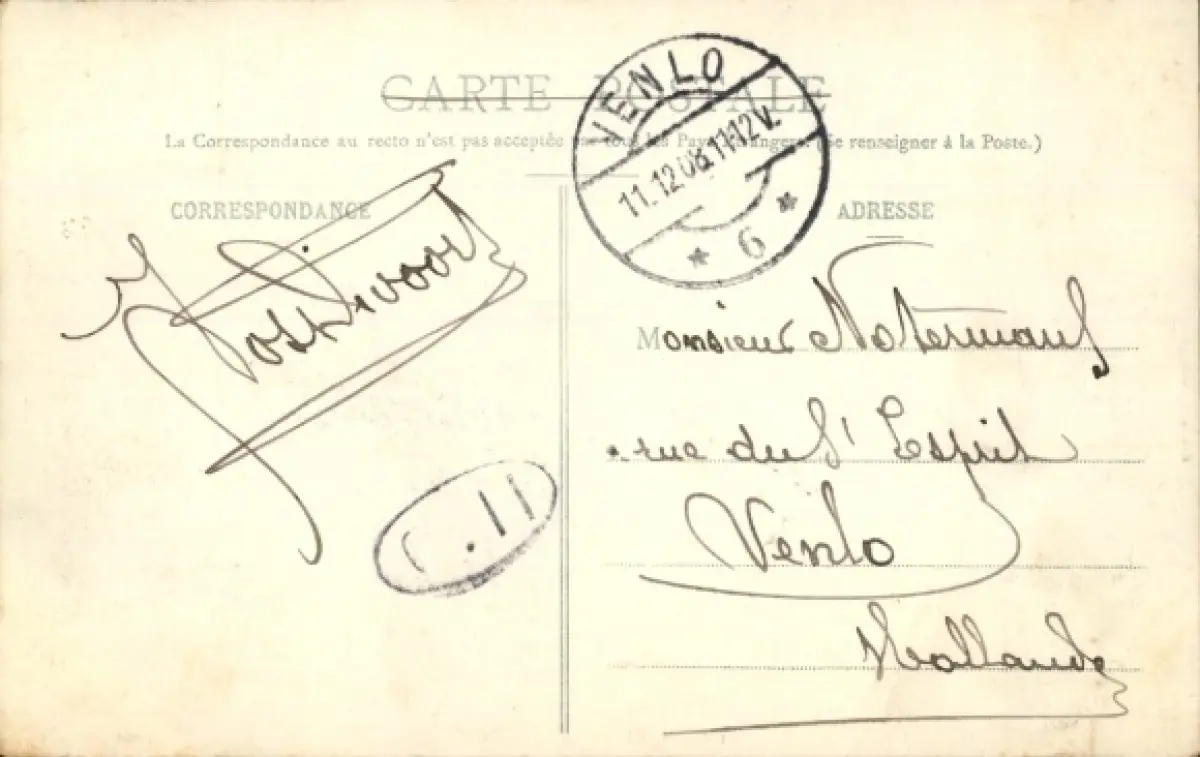 CARTE POSTALE
La Correspondance au recto n'est pas acceptée par tous les Pays Étrangers. (Se renseigner à la Poste.)
VENLO
11.12.08 11-12 V.
* 6 *
CORRESPONDANCE
ADRESSE
Monsieur Notermans
rue du St Esprit
Venlo
Hollande